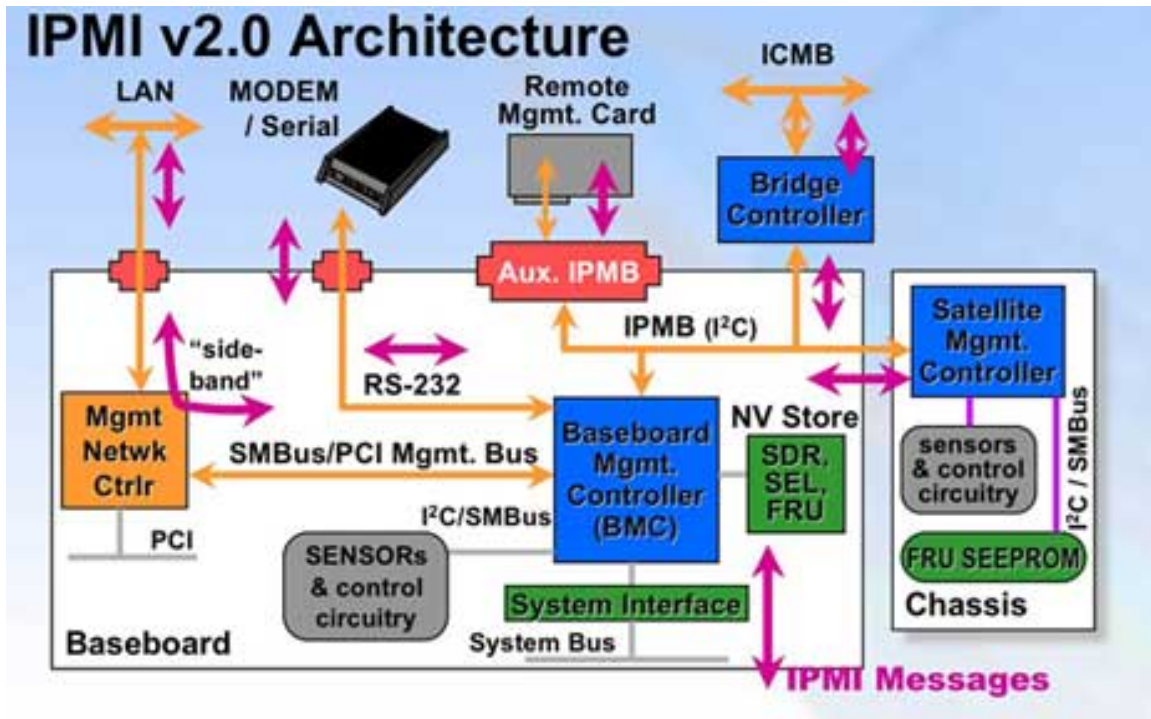 IPMI v2.0 Architecture
LAN
MODEM
/ Serial
Remote
Mgmt. Card
ICMB
Bridge
Controller
Aux. IPMB
IPMB (I²C)
"side-
band"
RS-232
Satellite
Mgmt.
Controller
Mgmt
Netwk
Ctrlr
SMBus/PCI Mgmt. Bus
Baseboard
Mgmt.
Controller
(BMC)
NV Store
SDR,
SEL,
FRU
sensors
& control
circuitry
I²C / SMBus
I²C/SMBus
PCI
SENSORs
& control
circuitry
System Interface
System Bus
FRU SEEPROM
Chassis
Baseboard
IPMI Messages